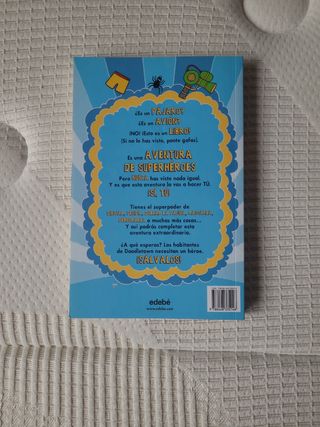 ¿Es un PÁJARO?
¿Es un AVIÓN?
¡NO! ¡Esto es un LIBRO!
(Si no lo has visto, ponte gafas).
Es una AVENTURA
DE SUPERHÉROES
Pero NUNCA has visto nada igual.
Y es que esta aventura la vas a hacer TÚ.
¡SÍ, TÚ!
Tienes el superpoder de
o muchas más cosas...
Y así podrás completar esta
aventura extraordinaria.
¿A qué esperas? Los habitantes
de Doodletown necesitan un héroe.
¡SÁLVALOS!
edebé
www.edebe.com